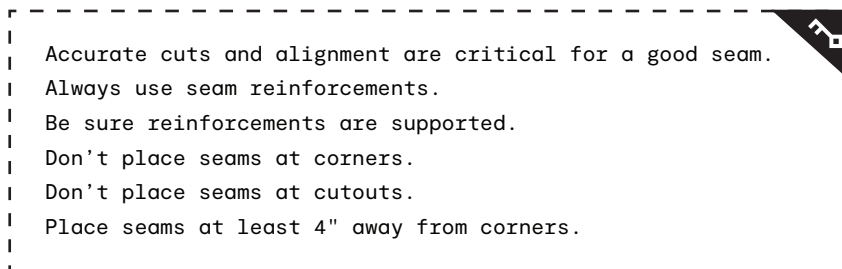 Accurate cuts and alignment are critical for a good seam.
Always use seam reinforcements.
Be sure reinforcements are supported.
Don’t place seams at corners.
Don’t place seams at cutouts.
Place seams at least 4" away from corners.